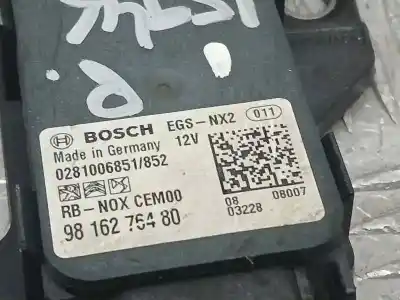 BOSCH EGS-NX2 011
Made in Germany 12V
0281006851/852
RB-NOX CEM00
98 162 764 80
08 08007
03228